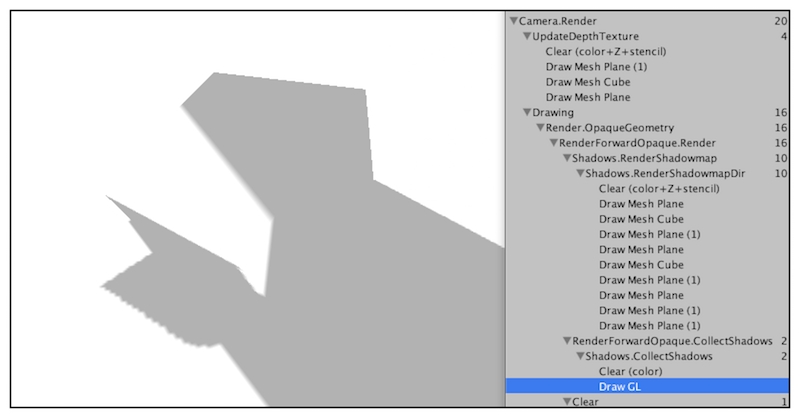 Camera.Render 20
UpdateDepthTexture 4
Clear (color+Z+stencil)
Draw Mesh Plane (1)
Draw Mesh Cube
Draw Mesh Plane
Drawing 16
Render.OpaqueGeometry 16
RenderForwardOpaque.Render 16
Shadows.RenderShadowmap 10
Shadows.RenderShadowmapDir 10
Clear (color+Z+stencil)
Draw Mesh Plane
Draw Mesh Cube
Draw Mesh Plane (1)
Draw Mesh Plane
Draw Mesh Cube
Draw Mesh Plane (1)
Draw Mesh Plane
Draw Mesh Plane (1)
Draw Mesh Plane (1)
RenderForwardOpaque.CollectShadows 2
Shadows.CollectShadows 2
Clear (color)
Draw GL
Clear 1